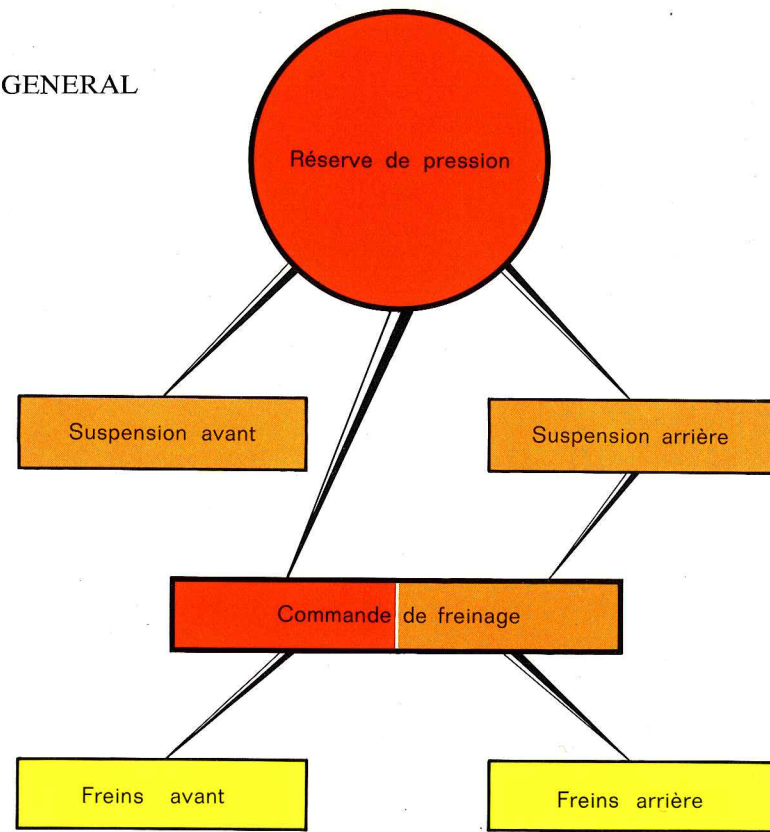 GENERAL
Réserve de pression
Suspension avant
Suspension arrière
Commande de freinage
Freins avant
Freins arrière